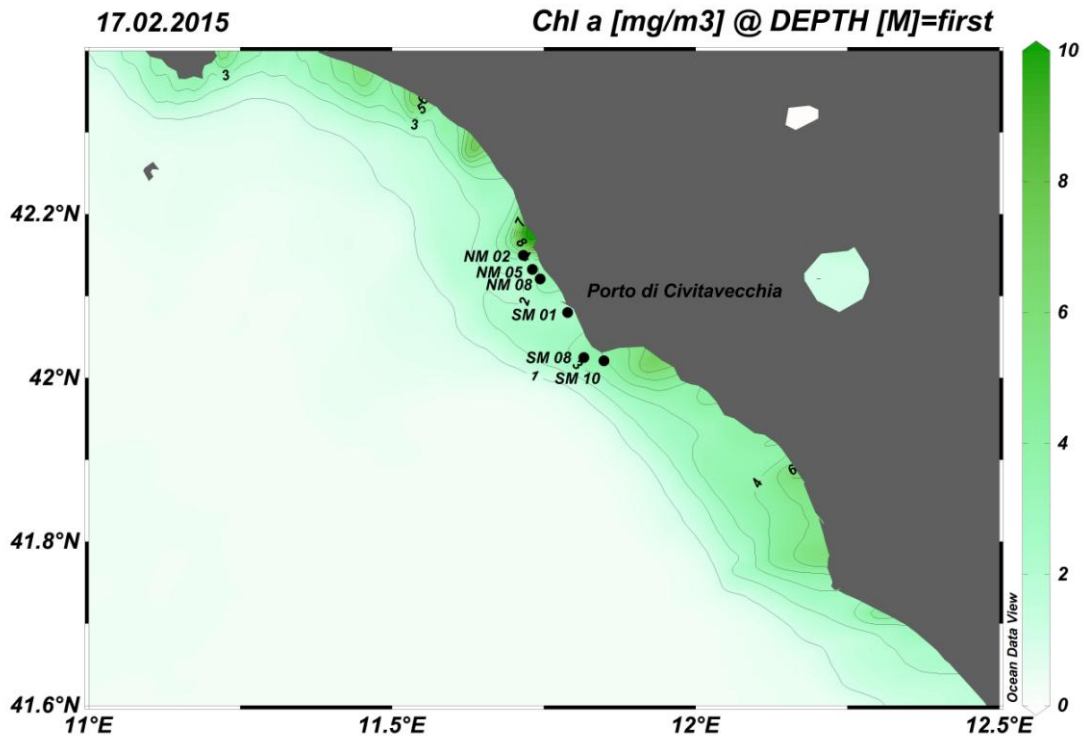 17.02.2015 Chl a [mg/m3] @ DEPTH [M]=first
10
3
5
3
8
42.2°N
7
8
NM 02
NM 05
NM 08
6
Porto di Civitavecchia
2
SM 01
SM 08
3
42°N
1
SM 10
4
6
4
41.8°N
2
Ocean Data View
41.6°N
0
11°E 11.5°E 12°E 12.5°E